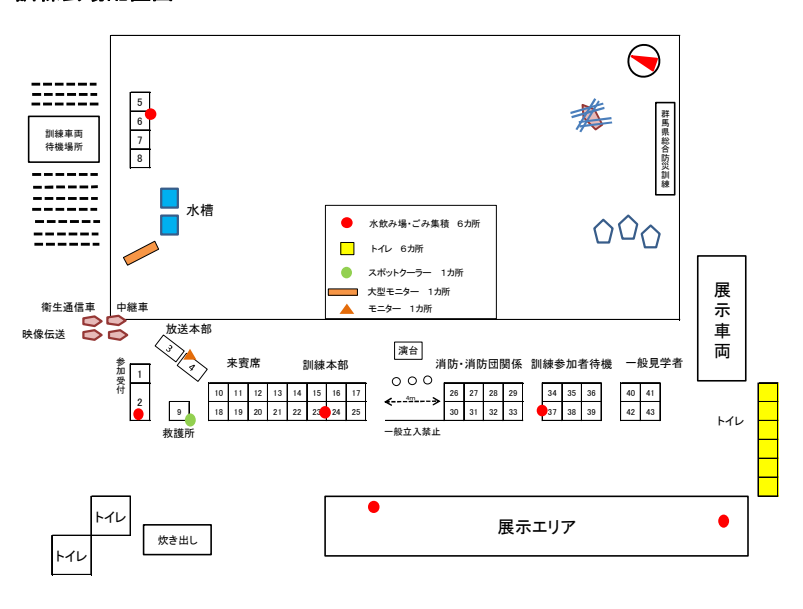 5
6
7
8
訓練車両
待機場所
群馬県総合防災訓練
水槽
水飲み場・ごみ集積 6カ所
トイレ 6カ所
スポットクーラー 1カ所
大型モニター 1カ所
モニター 1カ所
展示車両
衛生通信車 中継車
映像伝送
放送本部
3
4
参加受付
1
2
9
救護所
来賓席 訓練本部
10 11 12 13 14 15 16 17
18 19 20 21 22 23 24 25
演台
4m
一般立入禁止
消防・消防団関係 訓練参加者待機 一般見学者
26 27 28 29
30 31 32 33
34 35 36
37 38 39
40 41
42 43
トイレ
トイレ
トイレ
炊き出し
展示エリア